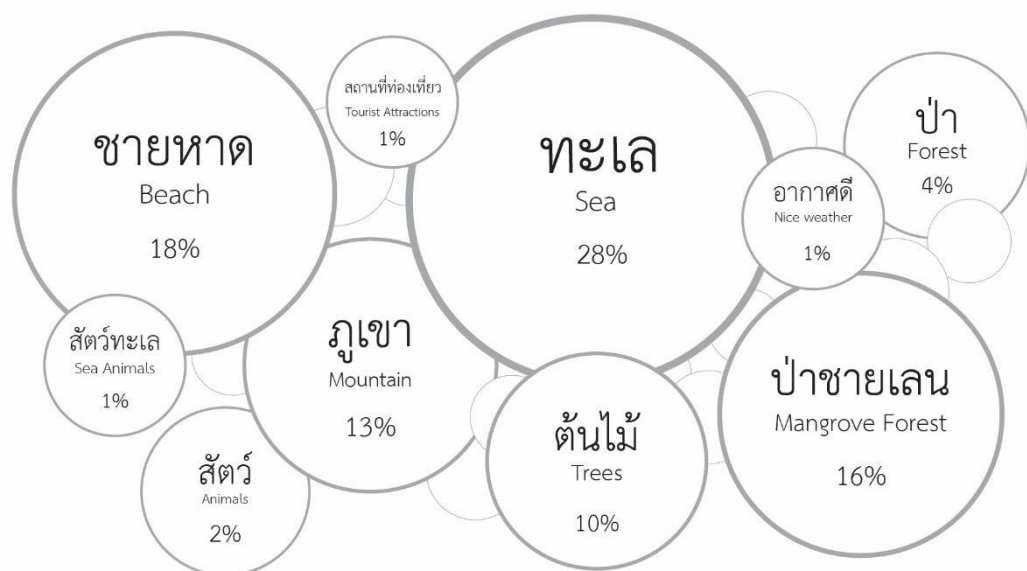 ชายหาด
Beach
18%
สถานที่ท่องเที่ยว
Tourist Attractions
1%
ทะเล
Sea
28%
ป่า
Forest
4%
อากาศดี
Nice weather
1%
สัตว์ทะเล
Sea Animals
1%
ภูเขา
Mountain
13%
ป่าชายเลน
Mangrove Forest
16%
ต้นไม้
Trees
10%
สัตว์
Animals
2%